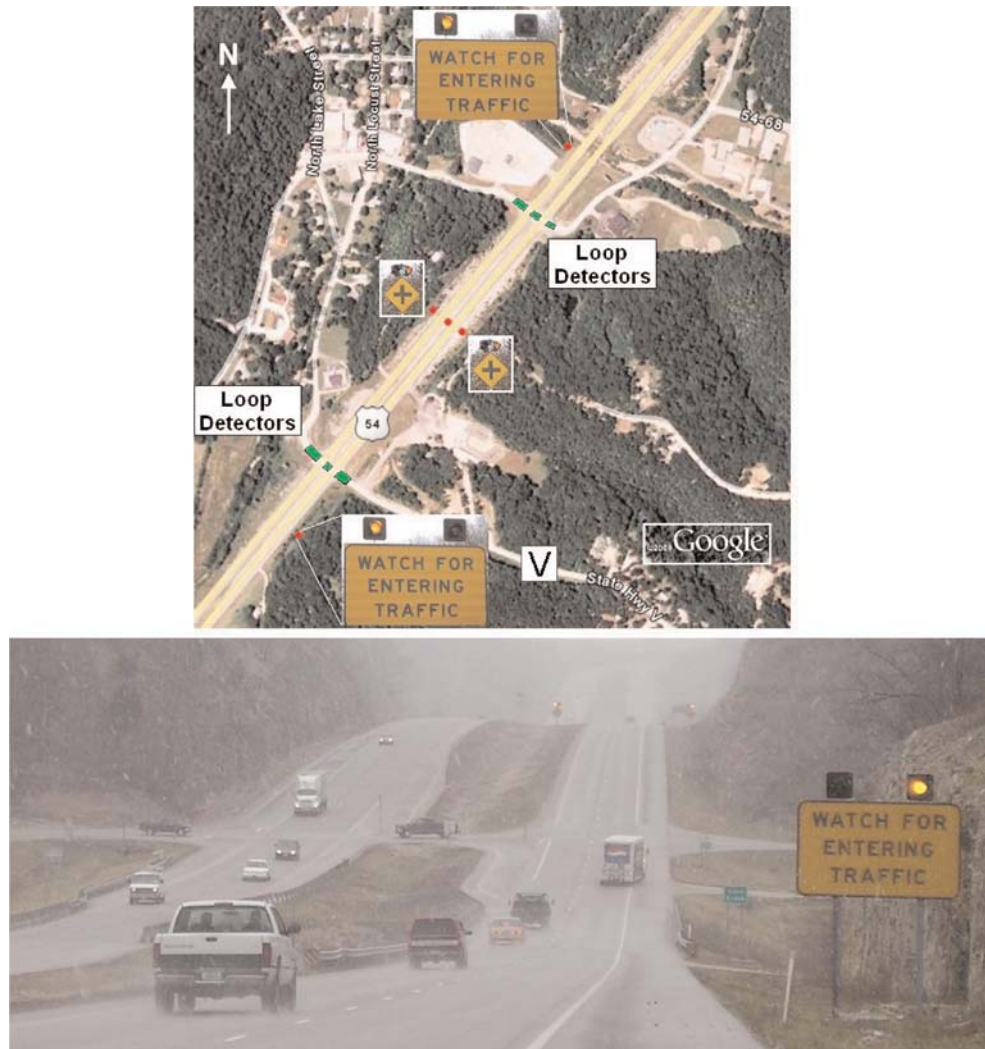 WATCH FOR
ENTERING
TRAFFIC
N
North Lake Street
North Locust Street
54-68
Loop
Detectors
Loop
Detectors
54
WATCH FOR
ENTERING
TRAFFIC
V
State Hwy V
Google
WATCH FOR
ENTERING
TRAFFIC